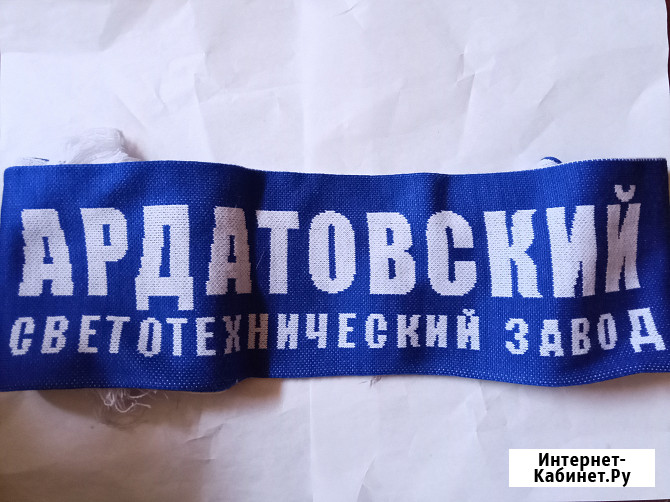 АРДАТОВСКИЙ
СВЕТОТЕХНИЧЕСКИЙ ЗАВОД
Интернет-
Кабинет.Ру